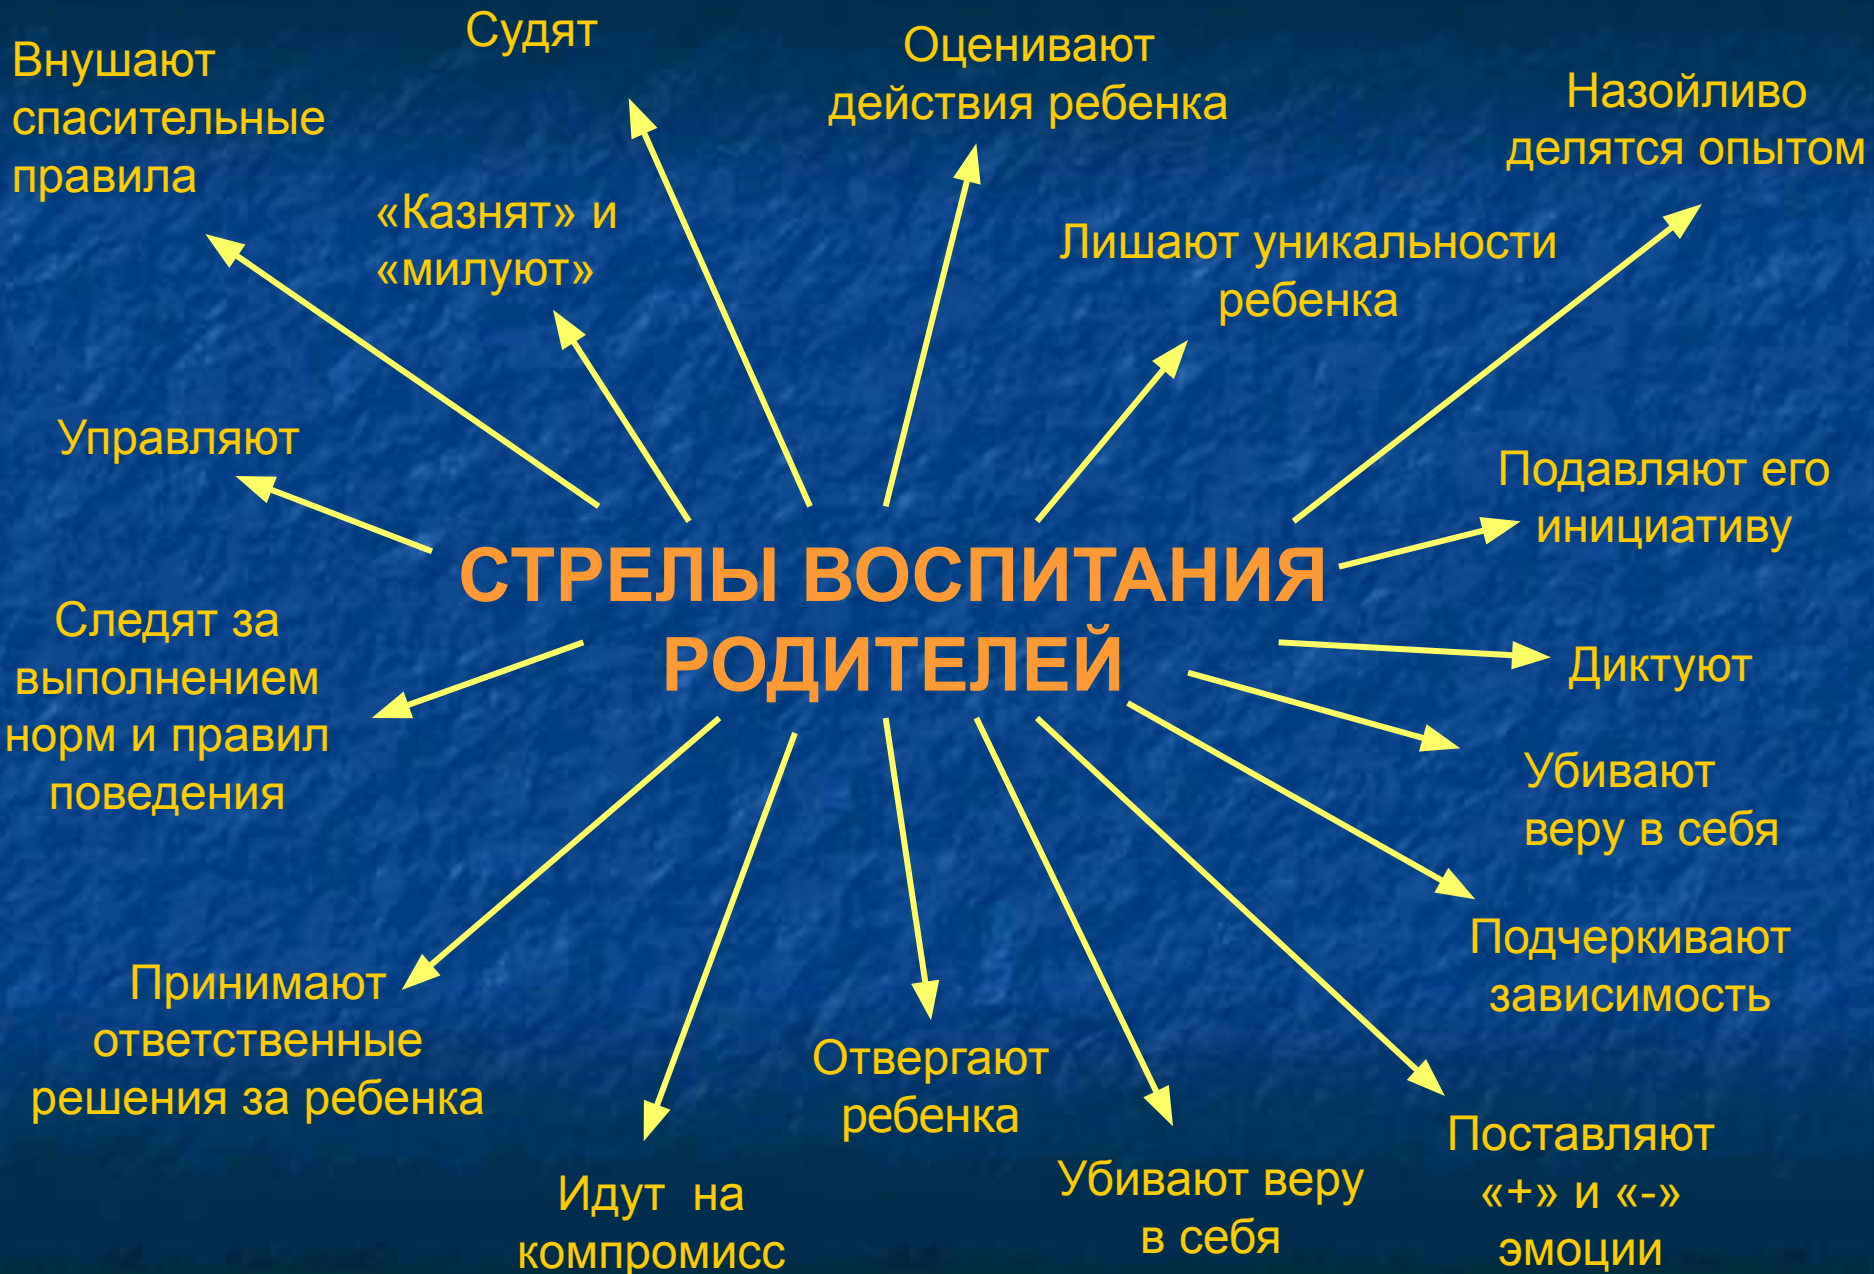 Внушают
спасительные
правила
Судят
Оценивают
действия ребенка
Назойливо
делятся опытом
«Казнят» и
«милуют»
Лишают уникальности
ребенка
Управляют
Подавляют его
инициативу
СТРЕЛЫ ВОСПИТАНИЯ
РОДИТЕЛЕЙ
Следят за
выполнением
норм и правил
поведения
Диктуют
Убивают
веру в себя
Подчеркивают
зависимость
Принимают
ответственные
решения за ребенка
Идут на
компромисс
Отвергают
ребенка
Убивают веру
в себя
Поставляют
«+» и «-»
эмоции